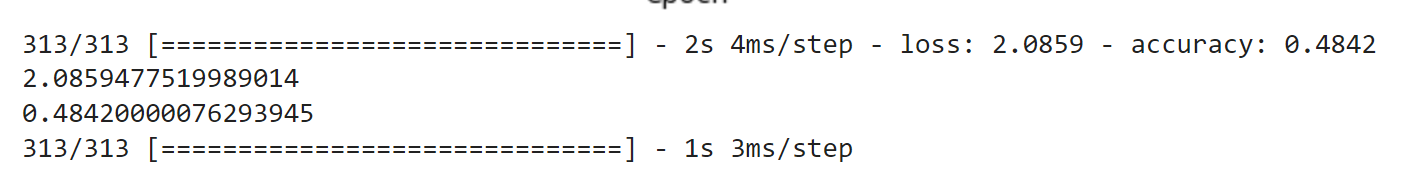 epoch
313/313 [==============================] - 2s 4ms/step - loss: 2.0859 - accuracy: 0.4842
2.0859477519989014
0.48420000076293945
313/313 [==============================] - 1s 3ms/step